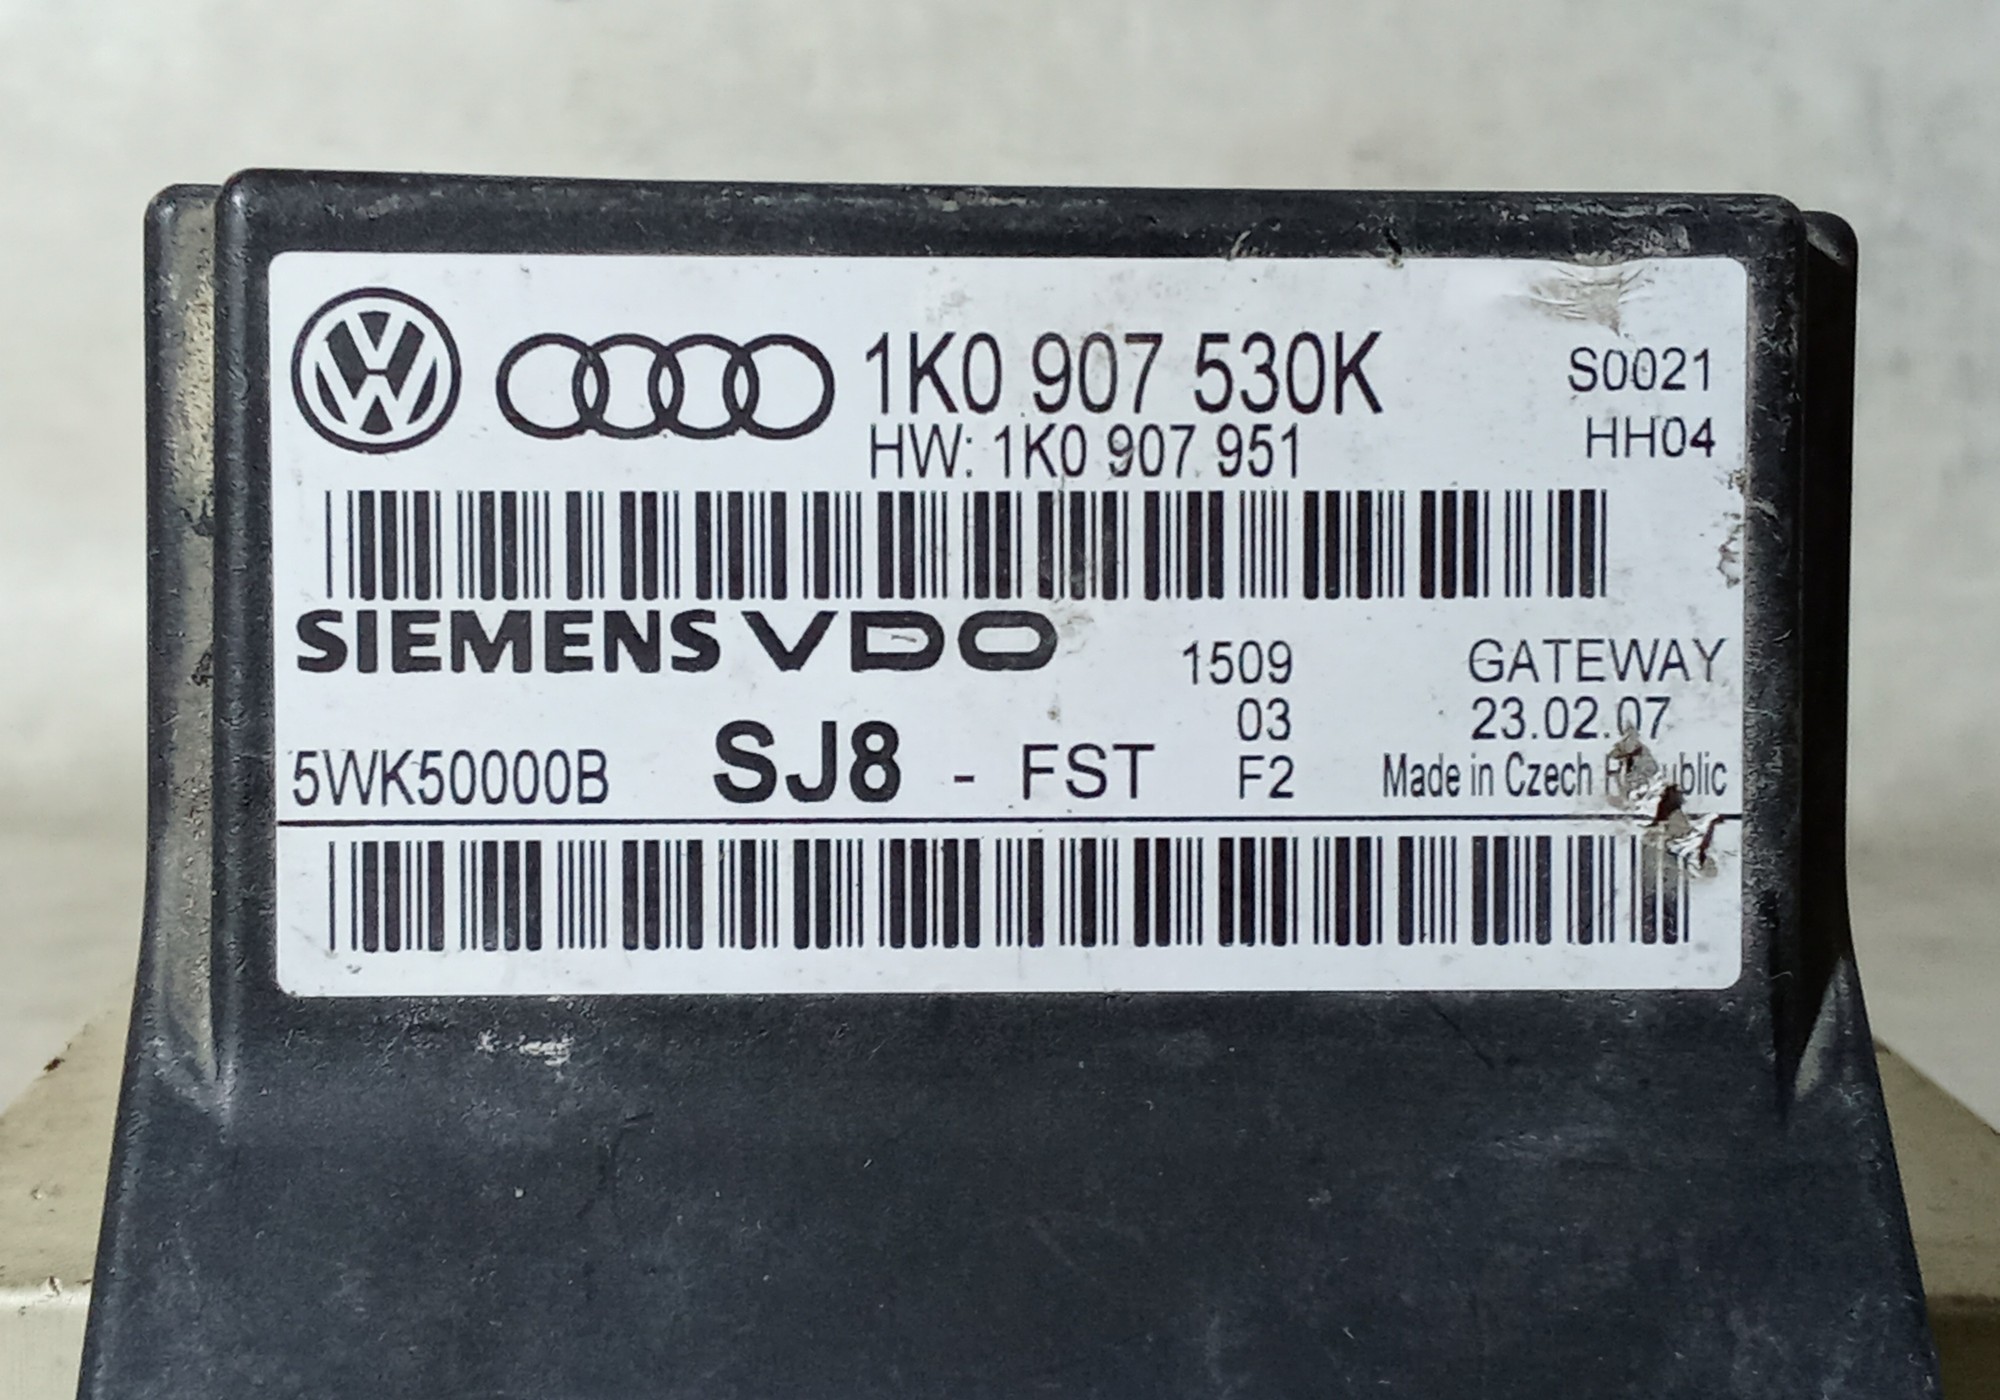 1K0 907 530K S0021
HW: 1K0 907 951 HH04
SIEMENS VDO 1509 GATEWAY
03 23.02.07
5WK50000B SJ8 - FST F2 Made in Czech Republic